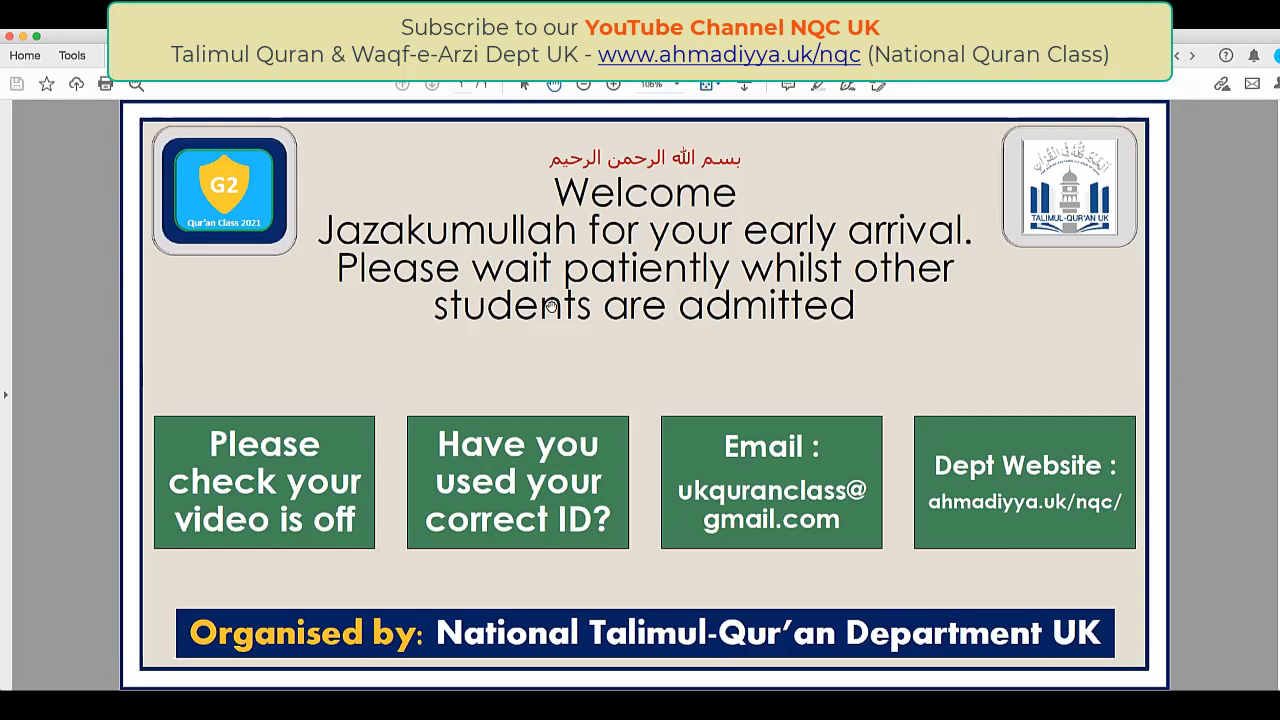 Subscribe to our YouTube Channel NQC UK
Talimul Quran & Waqf-e-Arzi Dept UK - www.ahmadiyya.uk/nqc (National Quran Class)
Home Tools
1 / 1
106%
بسم الله الرحمن الرحيم
Welcome
Jazakumullah for your early arrival.
Please wait patiently whilst other
students are admitted
G2
Qur'an Class 2021
TALIMUL-QUR'AN UK
Please
check your
video is off
Have you
used your
correct ID?
Email :
ukquranclass@
gmail.com
Dept Website :
ahmadiyya.uk/nqc/
Organised by: National Talimul-Qur'an Department UK